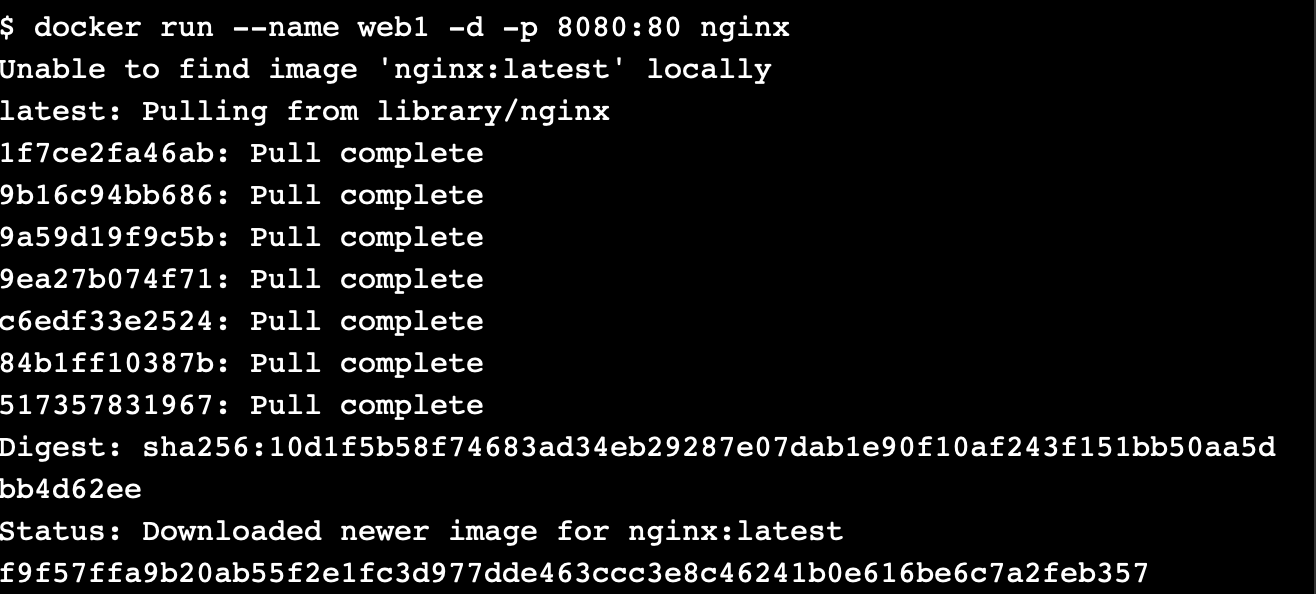 $ docker run --name web1 -d -p 8080:80 nginx
Unable to find image 'nginx:latest' locally
latest: Pulling from library/nginx
1f7ce2fa46ab: Pull complete
9b16c94bb686: Pull complete
9a59d19f9c5b: Pull complete
9ea27b074f71: Pull complete
c6edf33e2524: Pull complete
84b1ff10387b: Pull complete
517357831967: Pull complete
Digest: sha256:10d1f5b58f74683ad34eb29287e07dab1e90f10af243f151bb50aa5d
bb4d62ee
Status: Downloaded newer image for nginx:latest
f9f57ffa9b20ab55f2e1fc3d977dde463ccc3e8c46241b0e616be6c7a2feb357